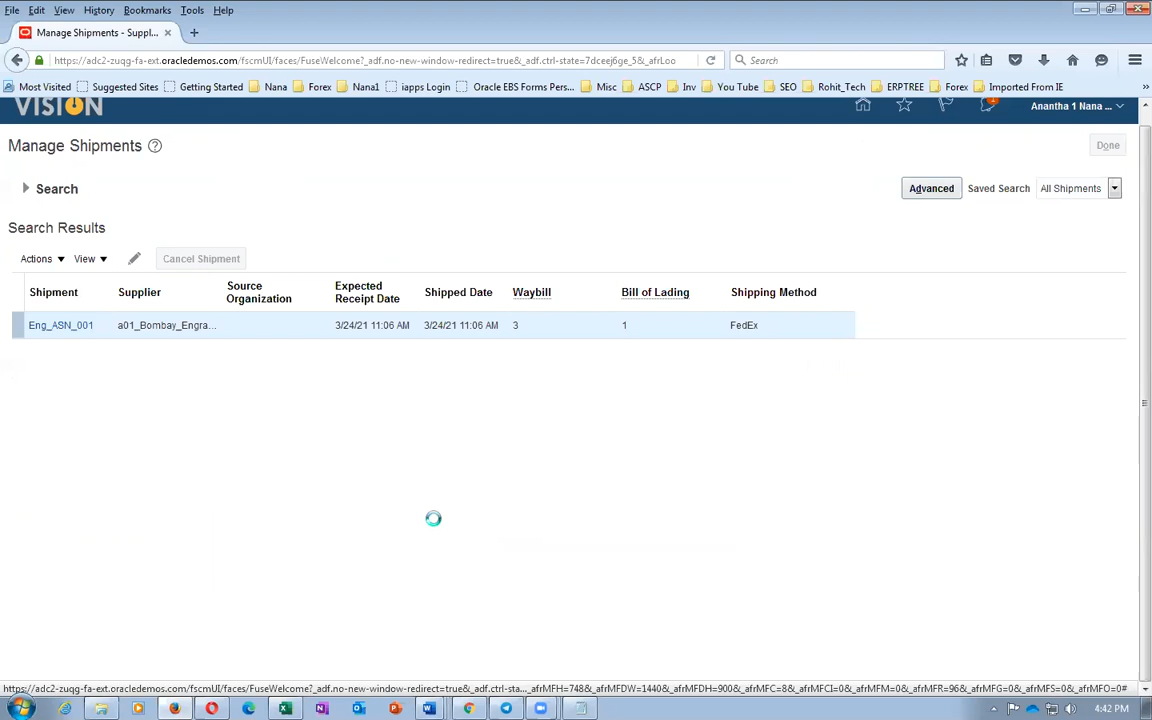 File Edit View History Bookmarks Tools Help
Manage Shipments - Suppl... × +
https://adc2-zuqg-fa-ext.oracledemos.com/fscmUI/faces/FuseWelcome?_adf.no-new-window-redirect=true&_adf.ctrl-state=7dceej6ge_5&_afrLoo Search
Most Visited Suggested Sites Getting Started Nana Forex Nana1 iapps Login Oracle EBS Forms Pers... Misc ASCP Inv You Tube SEO Rohit_Tech ERPTREE Forex Imported From IE
VISION Anantha 1 Nana ...
Manage Shipments ? Done
Search Advanced Saved Search All Shipments
Search Results
Actions View Cancel Shipment
Shipment Supplier Source Organization Expected Receipt Date Shipped Date Waybill Bill of Lading Shipping Method
Eng_ASN_001 a01_Bombay_Engra... 3/24/21 11:06 AM 3/24/21 11:06 AM 3 1 FedEx
https://adc2-zuqg-fa-ext.oracledemos.com/fscmUI/faces/FuseWelcome?_adf.no-new-window-redirect=true&_adf.ctrl-sta..._afrMFH=748&_afrMFDW=1440&_afrMFDH=900&_afrMFC=8&_afrMFCI=0&_afrMFM=0&_afrMFR=96&_afrMFG=0&_afrMFS=0&_afrMFO=0#
4:42 PM